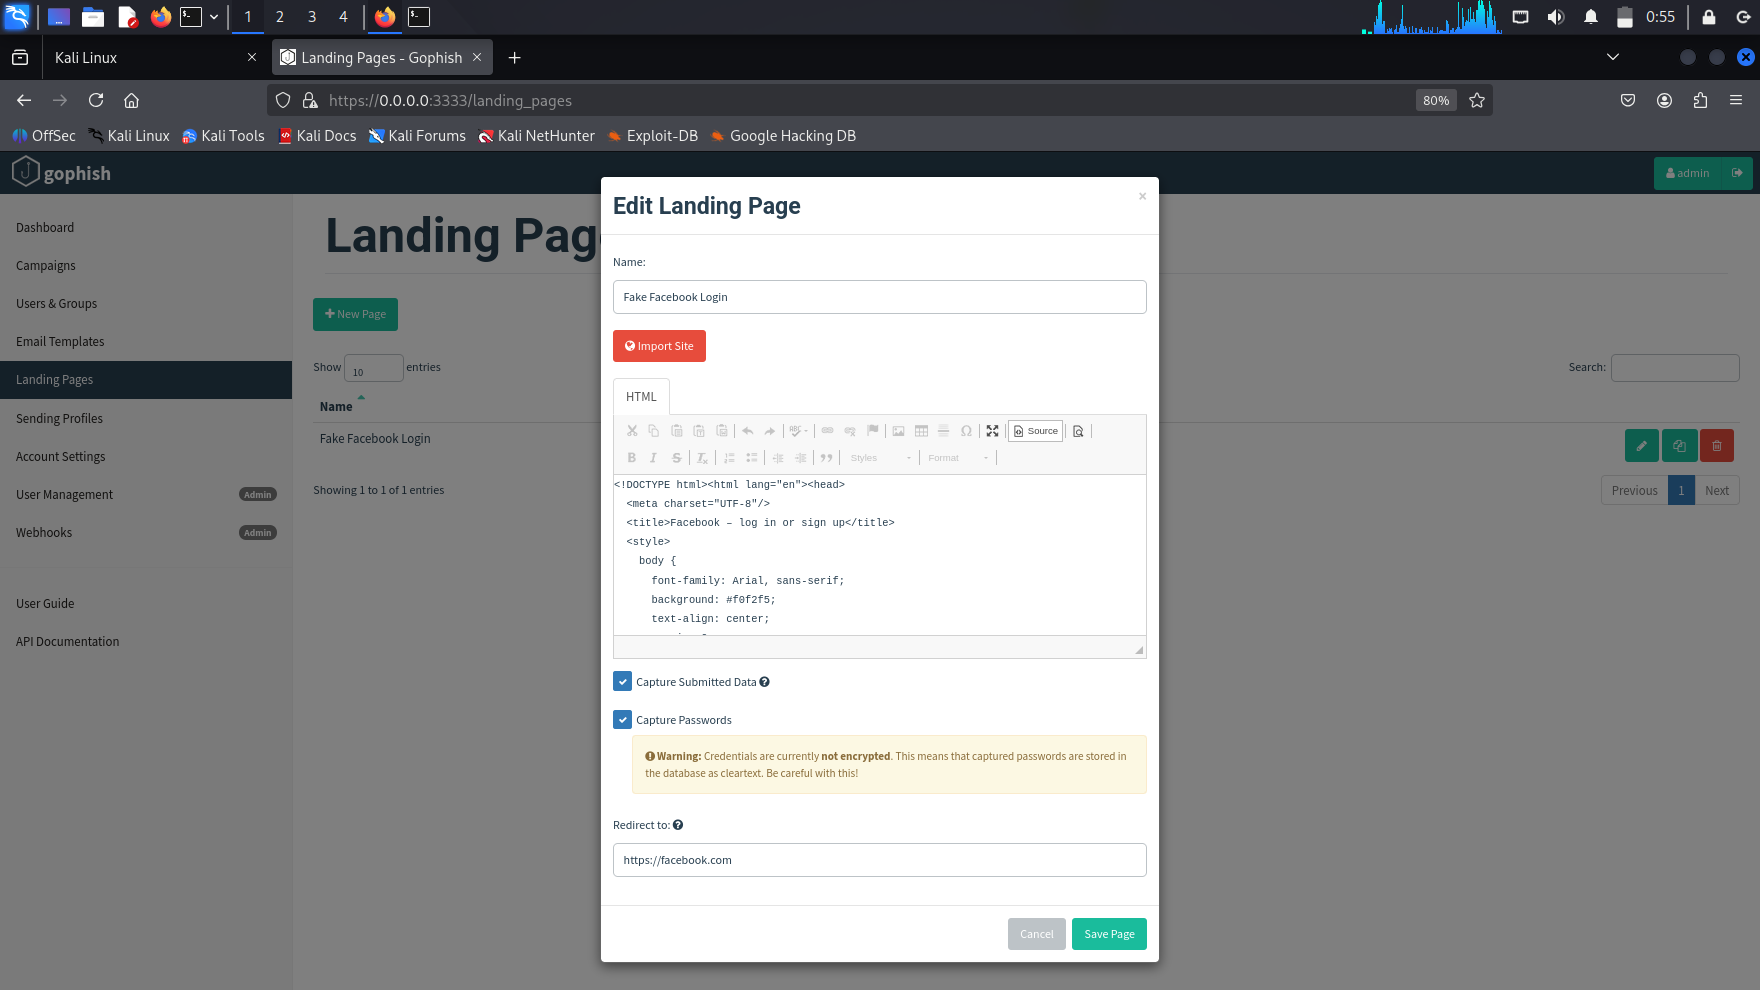 1
2
3
4
0:55
Kali Linux
Landing Pages - Gophish
https://0.0.0.0:3333/landing_pages
80%
OffSec
Kali Linux
Kali Tools
Kali Docs
Kali Forums
Kali NetHunter
Exploit-DB
Google Hacking DB
gophish
admin
Dashboard
Campaigns
Users & Groups
Email Templates
Landing Pages
Sending Profiles
Account Settings
User Management Admin
Webhooks Admin
User Guide
API Documentation
Landing Pag
New Page
Show 10 entries
Search:
Name
Fake Facebook Login
Showing 1 to 1 of 1 entries
Previous 1 Next
Edit Landing Page
×
Name:
Fake Facebook Login
Import Site
HTML
Source
Styles
Format
<!DOCTYPE html><html lang="en"><head>
<meta charset="UTF-8"/>
<title>Facebook – log in or sign up</title>
<style>
body {
font-family: Arial, sans-serif;
background: #f0f2f5;
text-align: center;
Capture Submitted Data
Capture Passwords
Warning: Credentials are currently not encrypted. This means that captured passwords are stored in
the database as cleartext. Be careful with this!
Redirect to:
https://facebook.com
Cancel
Save Page